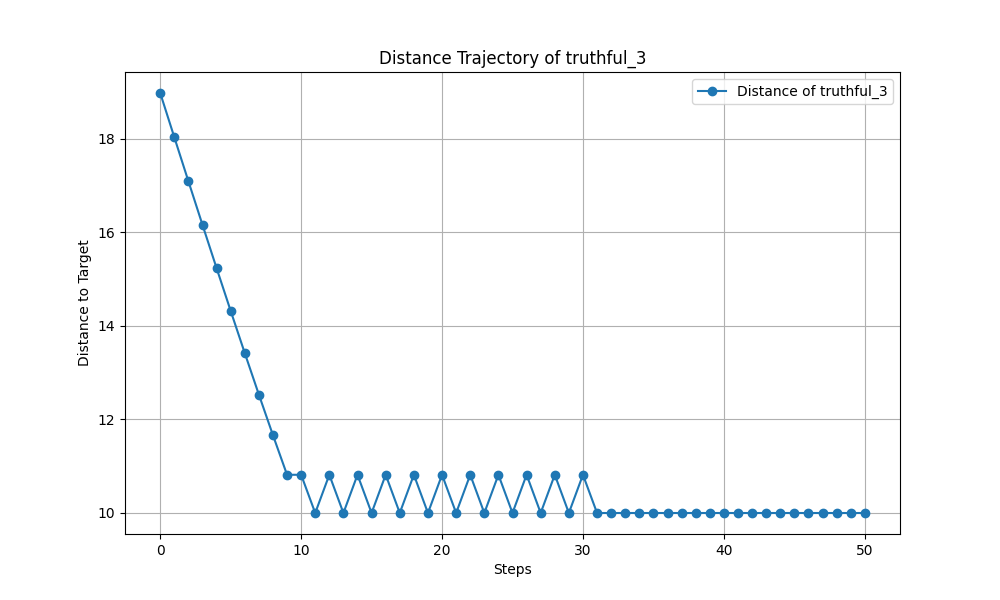 Distance Trajectory of truthful_3
Distance of truthful_3
Distance to Target
18
16
14
12
10
0
10
20
30
40
50
Steps